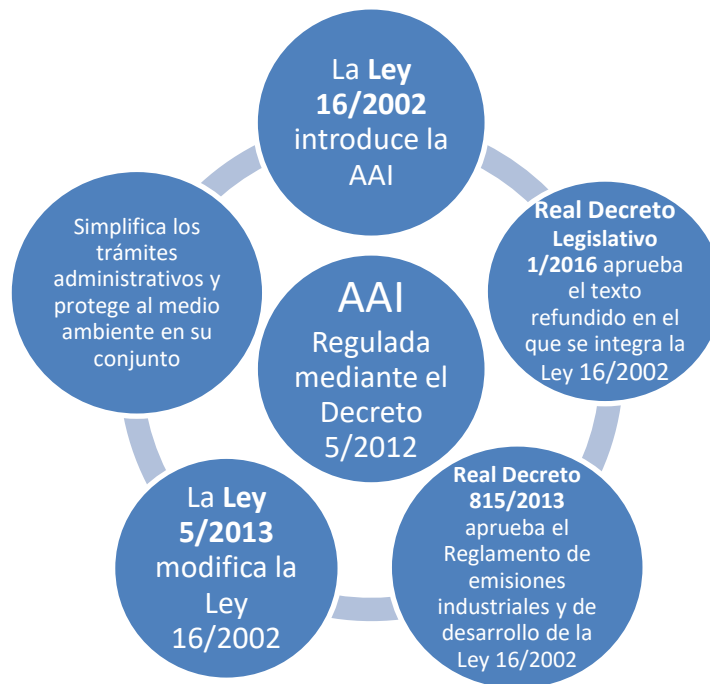 La Ley
16/2002
introduce la
AAI
Real Decreto
Legislativo
1/2016 aprueba
el texto
refundido en el
que se integra la
Ley 16/2002
Real Decreto
815/2013
aprueba el
Reglamento de
emisiones
industriales y de
desarrollo de la
Ley 16/2002
La Ley
5/2013
modifica la
Ley
16/2002
Simplifica los
trámites
administrativos y
protege al medio
ambiente en su
conjunto
AAI
Regulada
mediante el
Decreto
5/2012